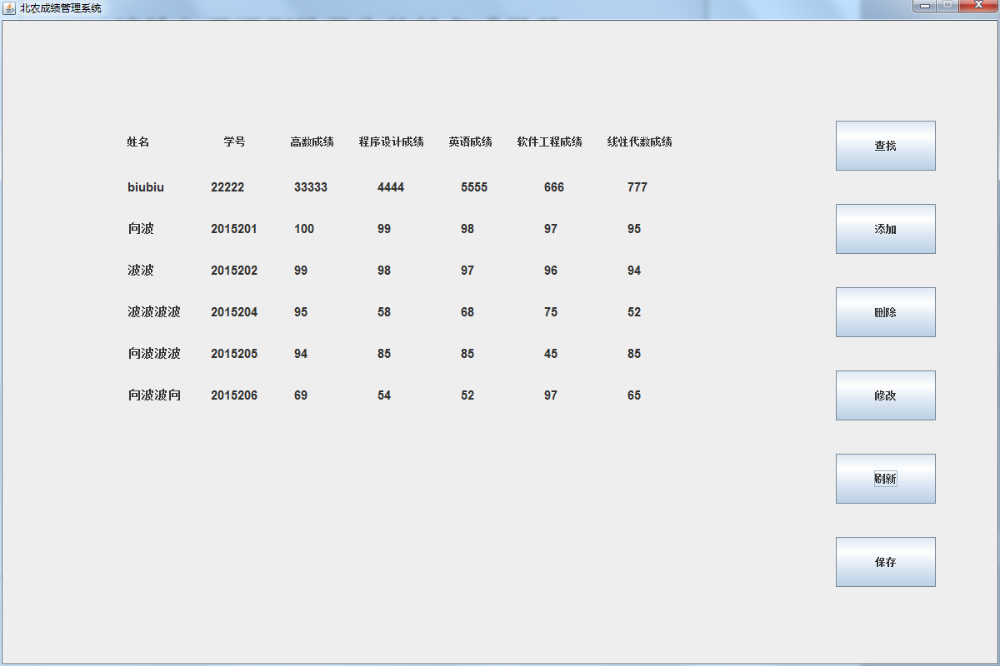 北农成绩管理系统
姓名 学号 高数成绩 程序设计成绩 英语成绩 软件工程成绩 线性代数成绩
查找
biubiu 22222 33333 4444 5555 666 777
向波 2015201 100 99 98 97 95
添加
波波 2015202 99 98 97 96 94
波波波波 2015204 95 58 68 75 52
删除
向波波波 2015205 94 85 85 45 85
向波波向 2015206 69 54 52 97 65
修改
刷新
保存